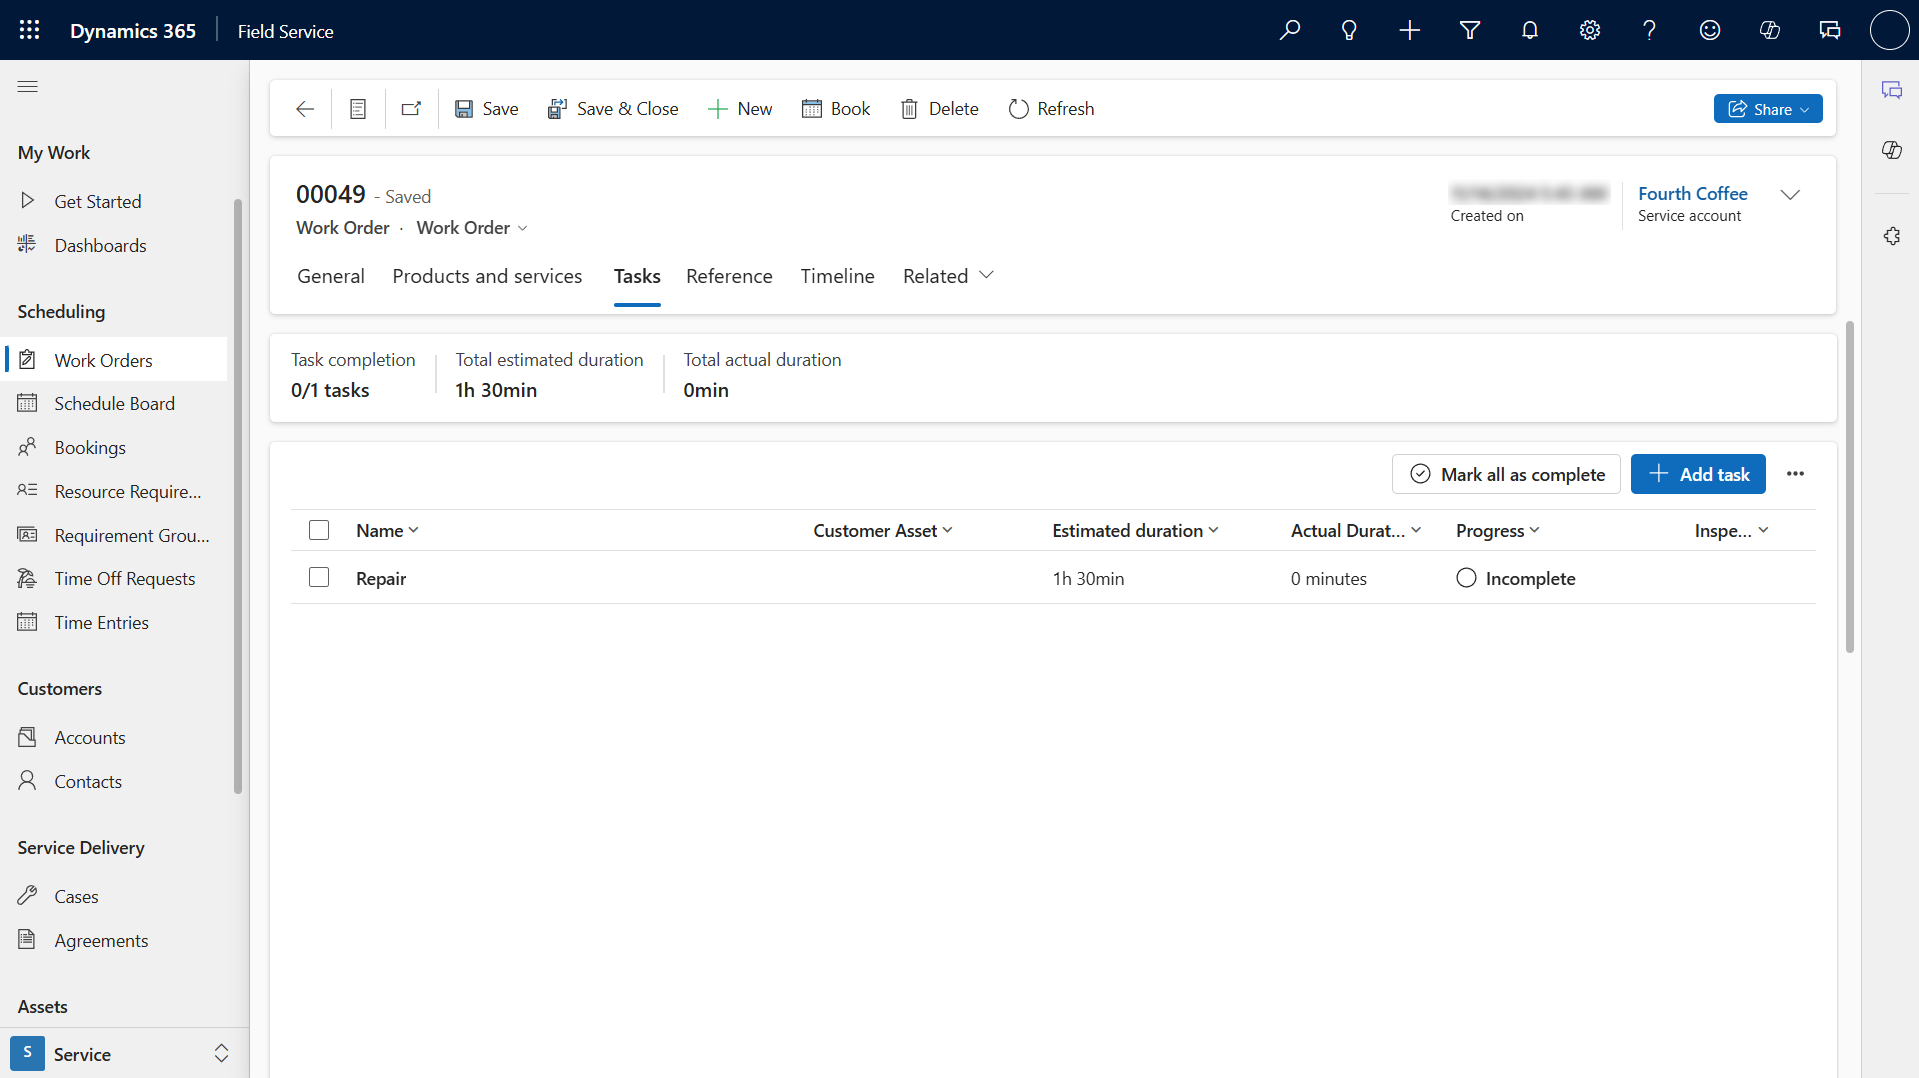 Dynamics 365
Field Service
Save
Save & Close
New
Book
Delete
Refresh
Share
My Work
Get Started
Dashboards
Scheduling
Work Orders
Schedule Board
Bookings
Resource Require...
Requirement Grou...
Time Off Requests
Time Entries
Customers
Accounts
Contacts
Service Delivery
Cases
Agreements
Assets
S
Service
00049 - Saved
Work Order · Work Order
Created on
Fourth Coffee
Service account
General
Products and services
Tasks
Reference
Timeline
Related
Task completion
0/1 tasks
Total estimated duration
1h 30min
Total actual duration
0min
Mark all as complete
Add task
Name
Customer Asset
Estimated duration
Actual Durat...
Progress
Inspe...
Repair
1h 30min
0 minutes
Incomplete